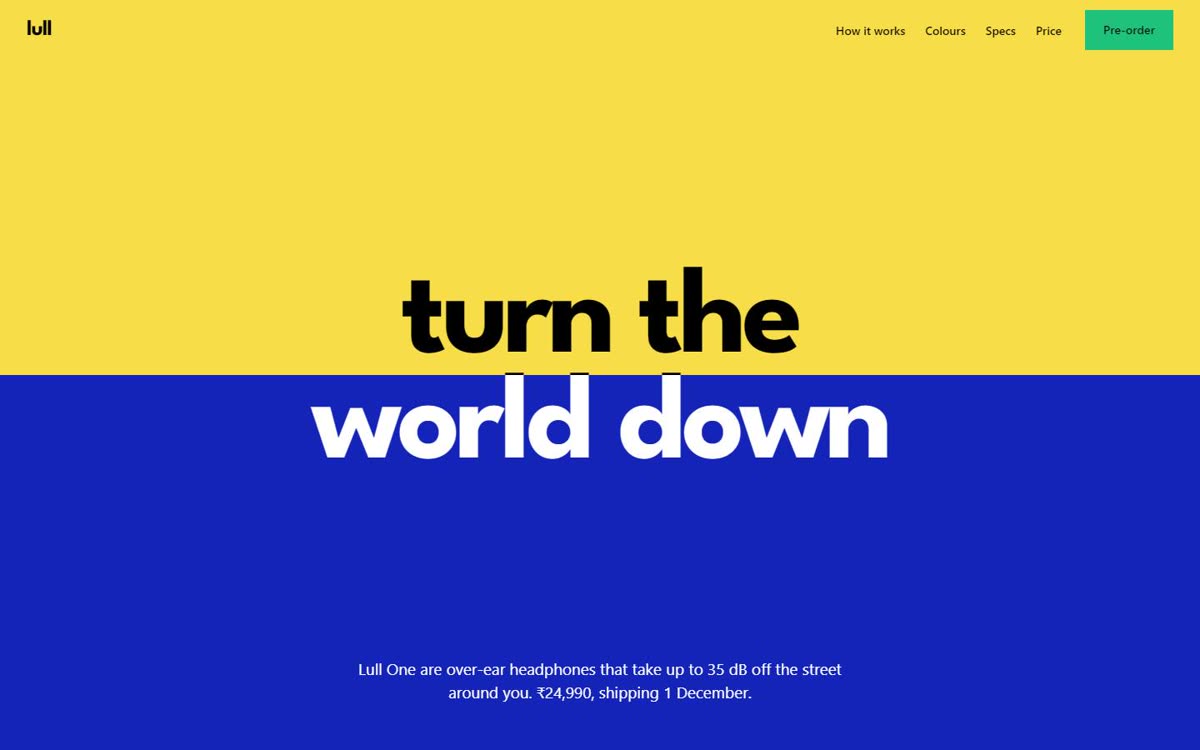 lull
How it works
Colours
Specs
Price
Pre-order
turn the
world down
Lull One are over-ear headphones that take up to 35 dB off the street
around you. ₹24,990, shipping 1 December.